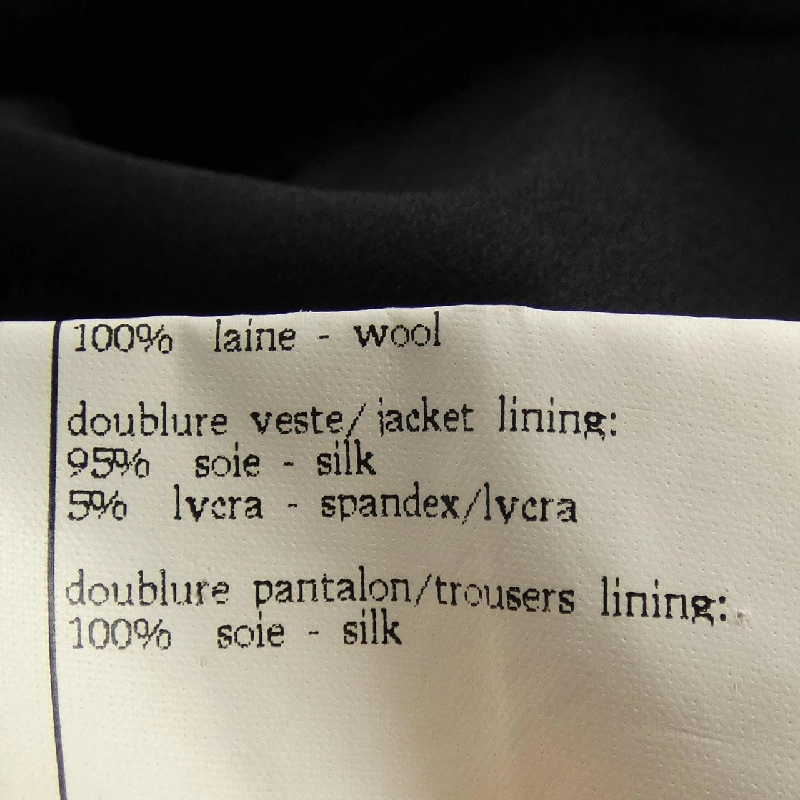 100% laine - wool
doublure veste/jacket lining:
95% soie - silk
5% lycra - spandex/lycra
doublure pantalon/trousers lining:
100% soie - silk